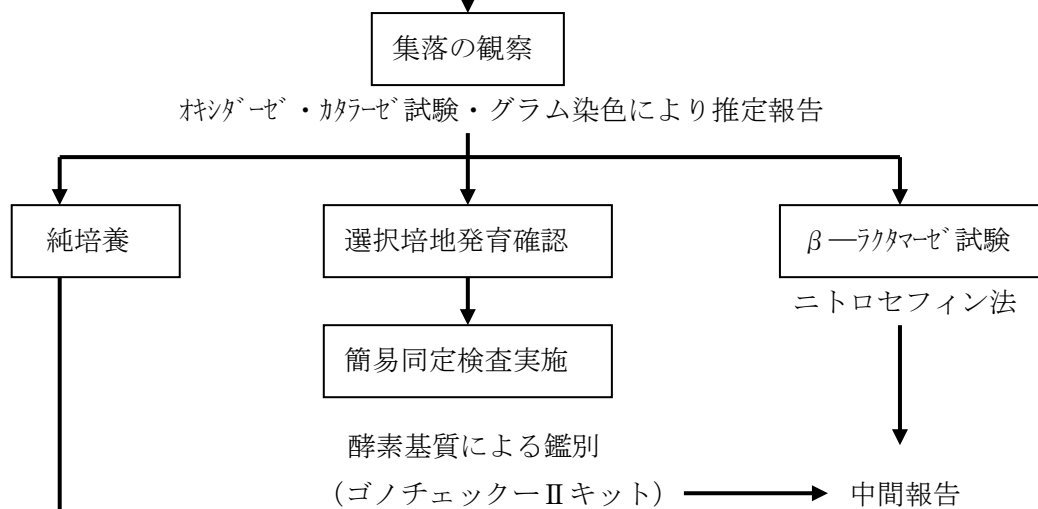 集落の観察
オキシダーゼ・カタラーゼ試験・グラム染色により推定報告
純培養
選択培地発育確認
β―ラクタマーゼ試験
ニトロセフィン法
簡易同定検査実施
酵素基質による鑑別
(ゴノチェックーⅡキット)
中間報告